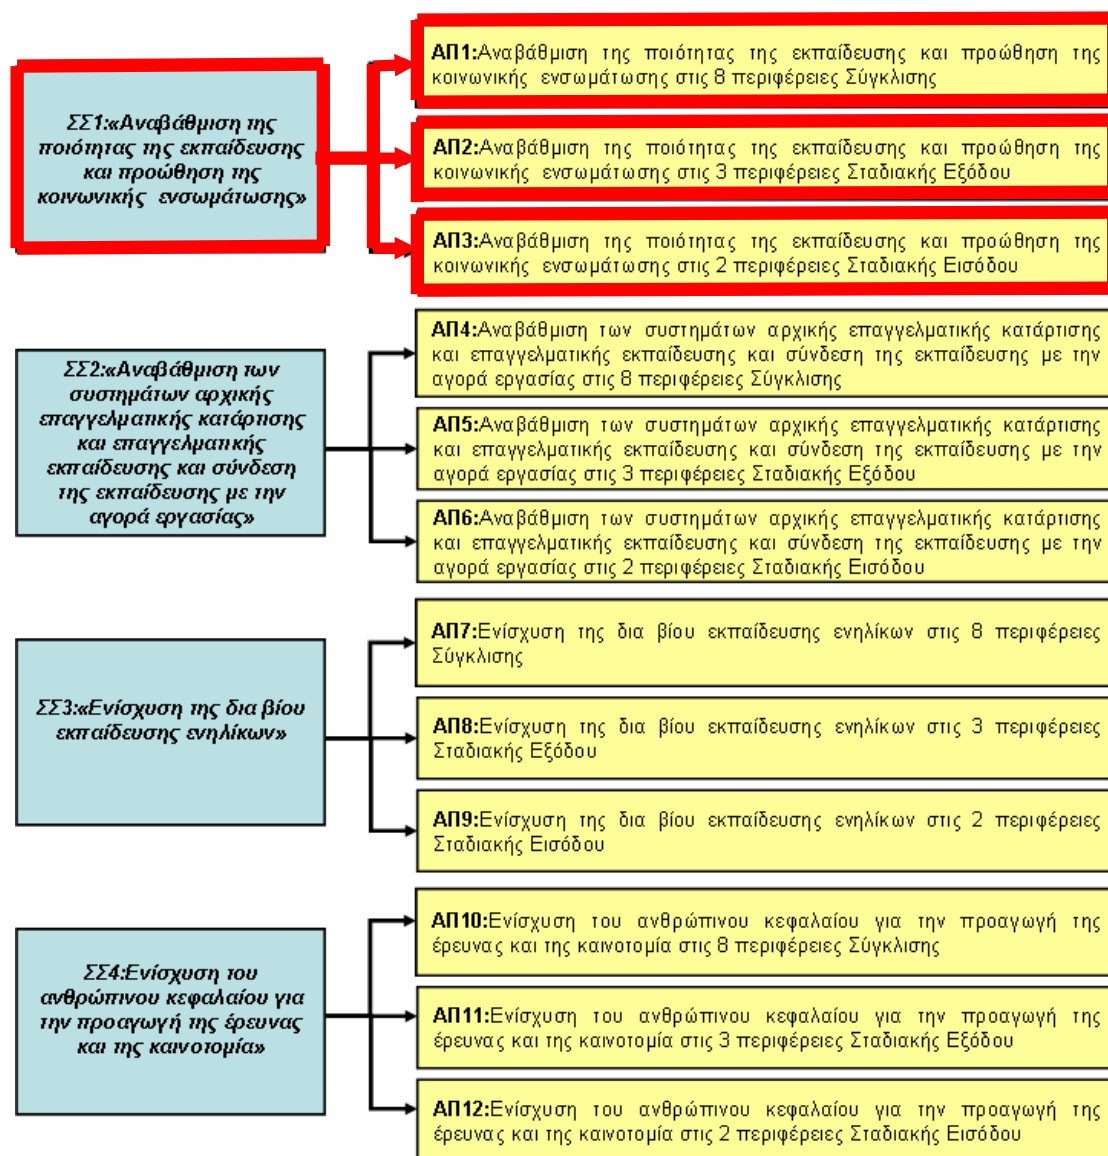 ΣΣ1:«Αναβάθμιση της
ποιότητας της εκπαίδευσης
και προώθηση της
κοινωνικής ενσωμάτωσης»
ΑΠ1:Αναβάθμιση της ποιότητας της εκπαίδευσης και προώθηση της
κοινωνικής ενσωμάτωσης στις 8 περιφέρειες Σύγκλισης
ΑΠ2:Αναβάθμιση της ποιότητας της εκπαίδευσης και προώθηση της
κοινωνικής ενσωμάτωσης στις 3 περιφέρειες Σταδιακής Εξόδου
ΑΠ3:Αναβάθμιση της ποιότητας της εκπαίδευσης και προώθηση της
κοινωνικής ενσωμάτωσης στις 2 περιφέρειες Σταδιακής Εισόδου
ΣΣ2:«Αναβάθμιση των
συστημάτων αρχικής
επαγγελματικής κατάρτισης
και επαγγελματικής
εκπαίδευσης και σύνδεση
της εκπαίδευσης με την
αγορά εργασίας»
ΑΠ4:Αναβάθμιση των συστημάτων αρχικής επαγγελματικής κατάρτισης
και επαγγελματικής εκπαίδευσης και σύνδεση της εκπαίδευσης με την
αγορά εργασίας στις 8 περιφέρειες Σύγκλισης
ΑΠ5:Αναβάθμιση των συστημάτων αρχικής επαγγελματικής κατάρτισης
και επαγγελματικής εκπαίδευσης και σύνδεση της εκπαίδευσης με την
αγορά εργασίας στις 3 περιφέρειες Σταδιακής Εξόδου
ΑΠ6:Αναβάθμιση των συστημάτων αρχικής επαγγελματικής κατάρτισης
και επαγγελματικής εκπαίδευσης και σύνδεση της εκπαίδευσης με την
αγορά εργασίας στις 2 περιφέρειες Σταδιακής Εισόδου
ΣΣ3:«Ενίσχυση της δια βίου
εκπαίδευσης ενηλίκων»
ΑΠ7:Ενίσχυση της δια βίου εκπαίδευσης ενηλίκων στις 8 περιφέρειες
Σύγκλισης
ΑΠ8:Ενίσχυση της δια βίου εκπαίδευσης ενηλίκων στις 3 περιφέρειες
Σταδιακής Εξόδου
ΑΠ9:Ενίσχυση της δια βίου εκπαίδευσης ενηλίκων στις 2 περιφέρειες
Σταδιακής Εισόδου
ΣΣ4:Ενίσχυση του
ανθρώπινου κεφαλαίου για
την προαγωγή της έρευνας
και της καινοτομία»
ΑΠ10:Ενίσχυση του ανθρώπινου κεφαλαίου για την προαγωγή της
έρευνας και της καινοτομία στις 8 περιφέρειες Σύγκλισης
ΑΠ11:Ενίσχυση του ανθρώπινου κεφαλαίου για την προαγωγή της
έρευνας και της καινοτομία στις 3 περιφέρειες Σταδιακής Εξόδου
ΑΠ12:Ενίσχυση του ανθρώπινου κεφαλαίου για την προαγωγή της
έρευνας και της καινοτομία στις 2 περιφέρειες Σταδιακής Εισόδου